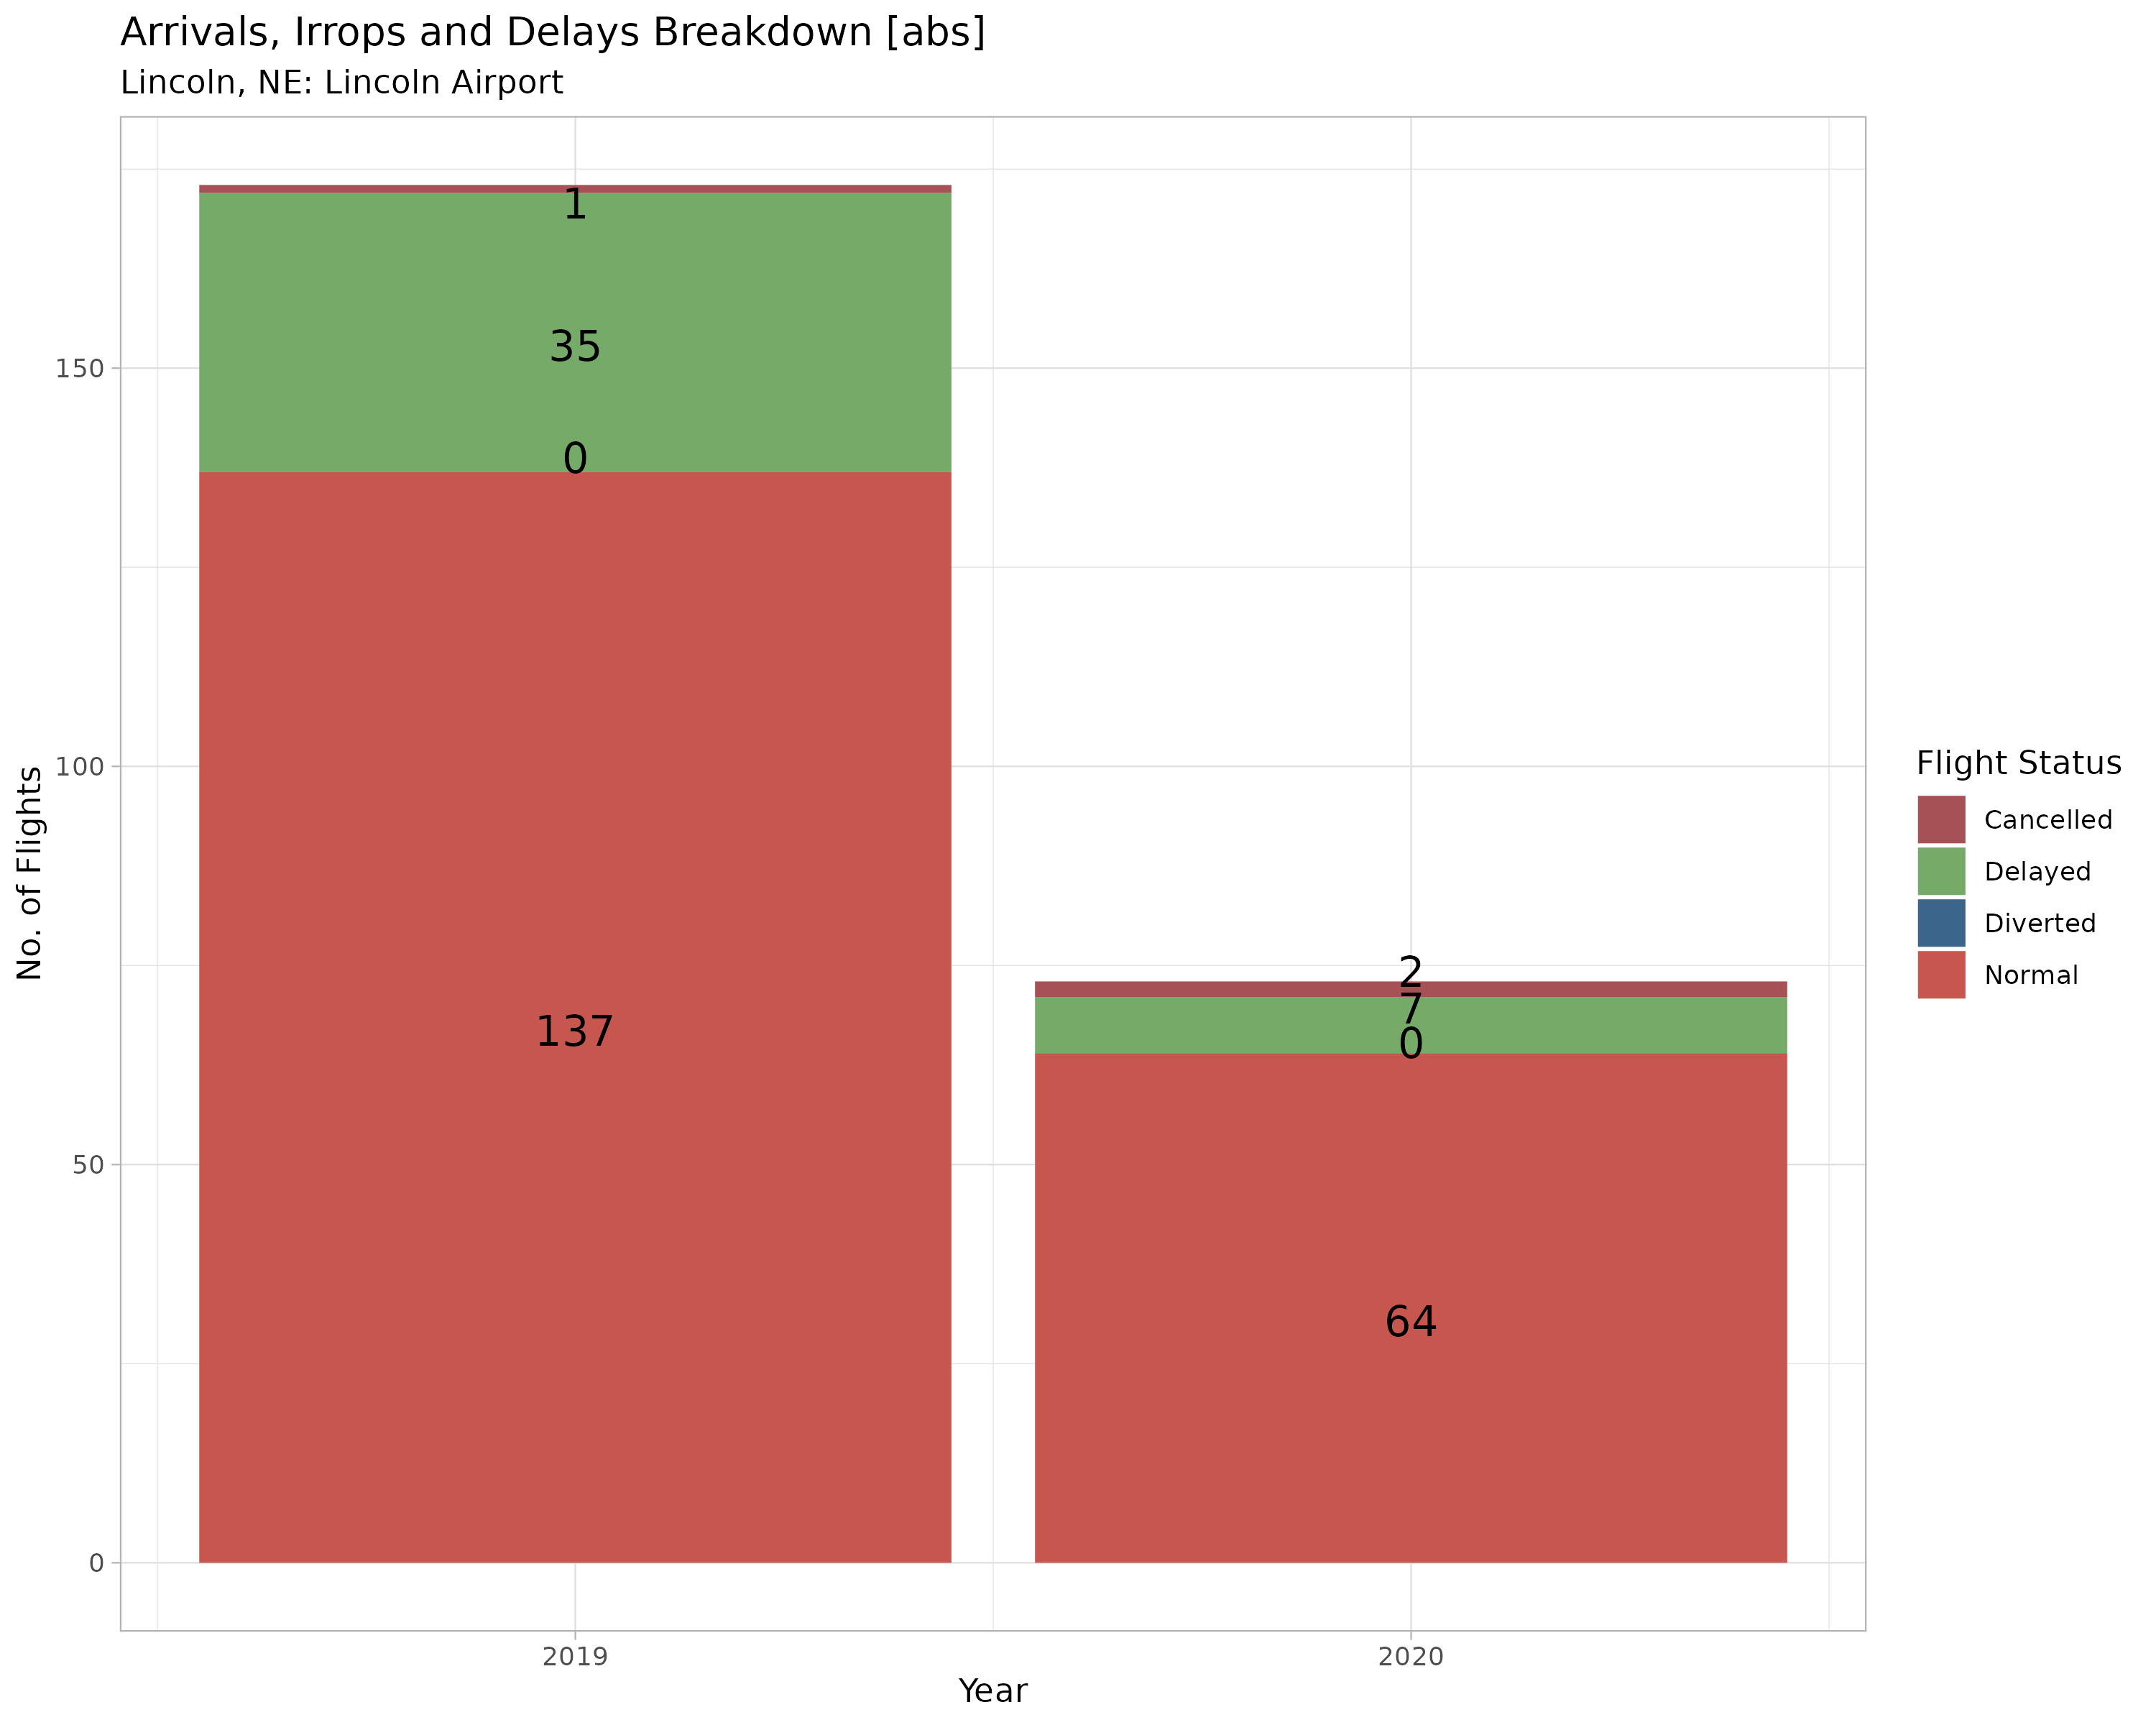 Arrivals, Irrops and Delays Breakdown [abs]
Lincoln, NE: Lincoln Airport
No. of Flights
150
100
50
0
1
35
0
137
2
7
0
64
2019
2020
Year
Flight Status
Cancelled
Delayed
Diverted
Normal